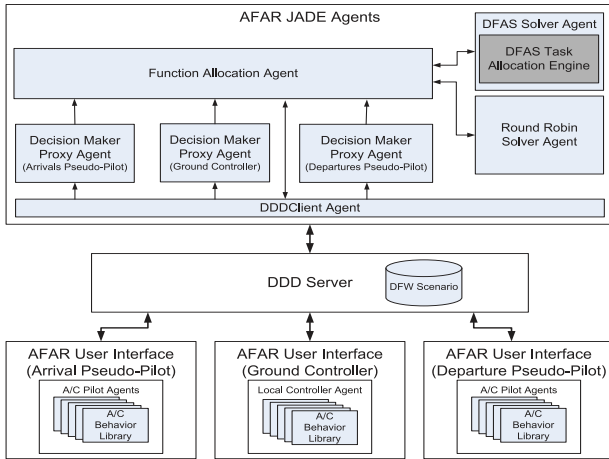 AFAR JADE Agents
Function Allocation Agent
DFAS Solver Agent
DFAS Task
Allocation Engine
Round Robin
Solver Agent
Decision Maker
Proxy Agent
(Arrivals Pseudo-Pilot)
Decision Maker
Proxy Agent
(Ground Controller)
Decision Maker
Proxy Agent
(Departures Pseudo-Pilot)
DDDClient Agent
DDD Server
DFW Scenario
AFAR User Interface
(Arrival Pseudo-Pilot)
A/C Pilot Agents
A/C
Behavior
Library
AFAR User Interface
(Ground Controller)
Local Controller Agent
A/C
Behavior
Library
AFAR User Interface
(Departure Pseudo-Pilot)
A/C Pilot Agents
A/C
Behavior
Library